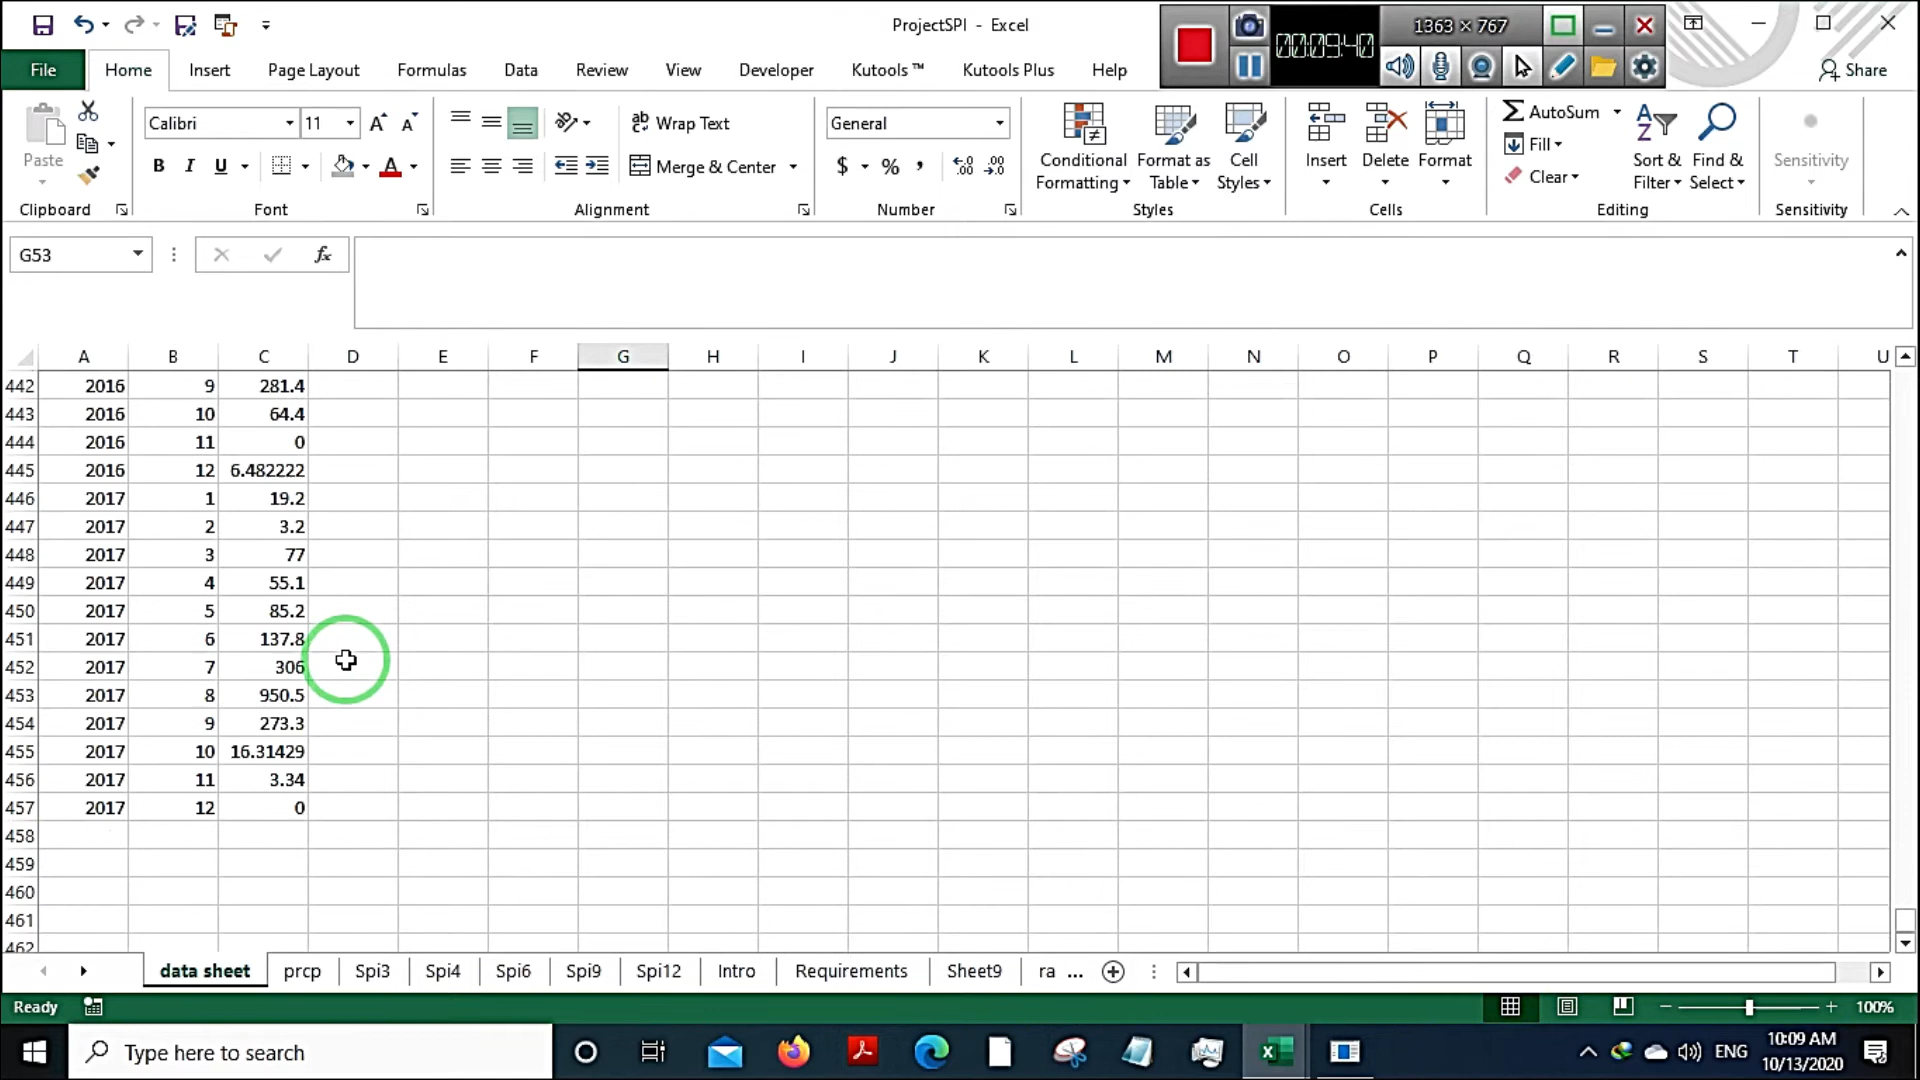 ProjectSPI - Excel
00:09:40
1363 × 767
File Home Insert Page Layout Formulas Data Review View Developer Kutools ™ Kutools Plus Help
Share
Paste
Clipboard
Calibri 11
B I U
Font
Wrap Text
Merge & Center
Alignment
General
$ % ,
Number
Conditional Formatting
Format as Table
Cell Styles
Styles
Insert Delete Format
Cells
AutoSum
Fill
Clear
Sort & Filter
Find & Select
Editing
Sensitivity
Sensitivity
G53 fx
A B C D E F G H I J K L M N O P Q R S T U
442 2016 9 281.4
443 2016 10 64.4
444 2016 11 0
445 2016 12 6.482222
446 2017 1 19.2
447 2017 2 3.2
448 2017 3 77
449 2017 4 55.1
450 2017 5 85.2
451 2017 6 137.8
452 2017 7 306
453 2017 8 950.5
454 2017 9 273.3
455 2017 10 16.31429
456 2017 11 3.34
457 2017 12 0
458
459
460
461
462
data sheet prcp Spi3 Spi4 Spi6 Spi9 Spi12 Intro Requirements Sheet9 ra ...
Ready 100%
Type here to search
ENG
10:09 AM
10/13/2020